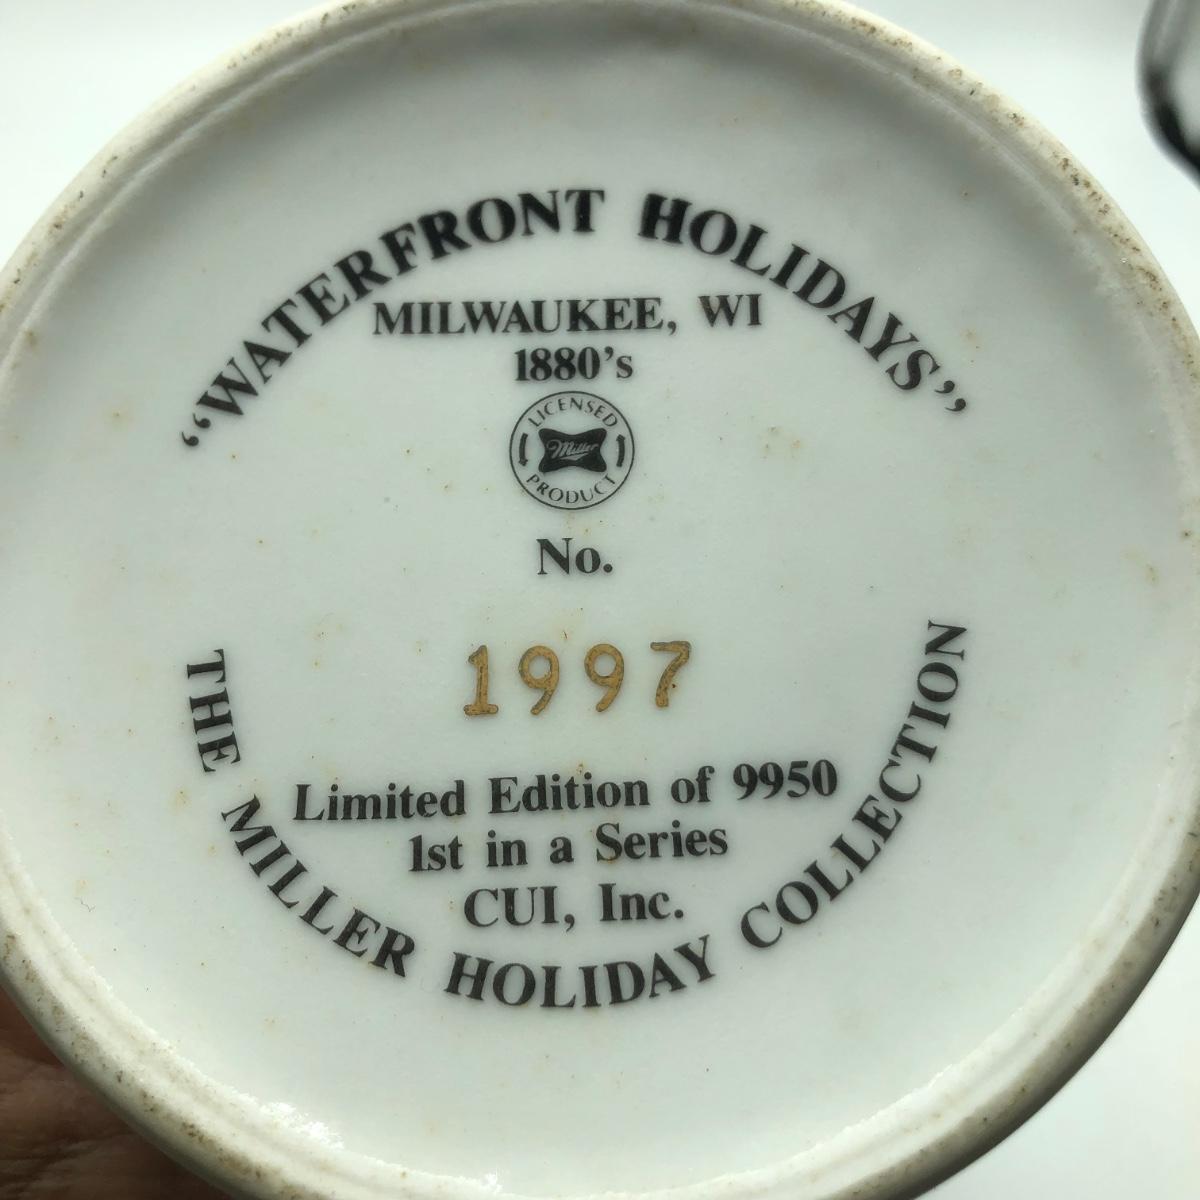 “WATERFRONT HOLIDAYS”
MILWAUKEE, WI
1880’s
LICENSED
Miller
PRODUCT
No.
1997
Limited Edition of 9950
1st in a Series
CUI, Inc.
THE MILLER HOLIDAY COLLECTION